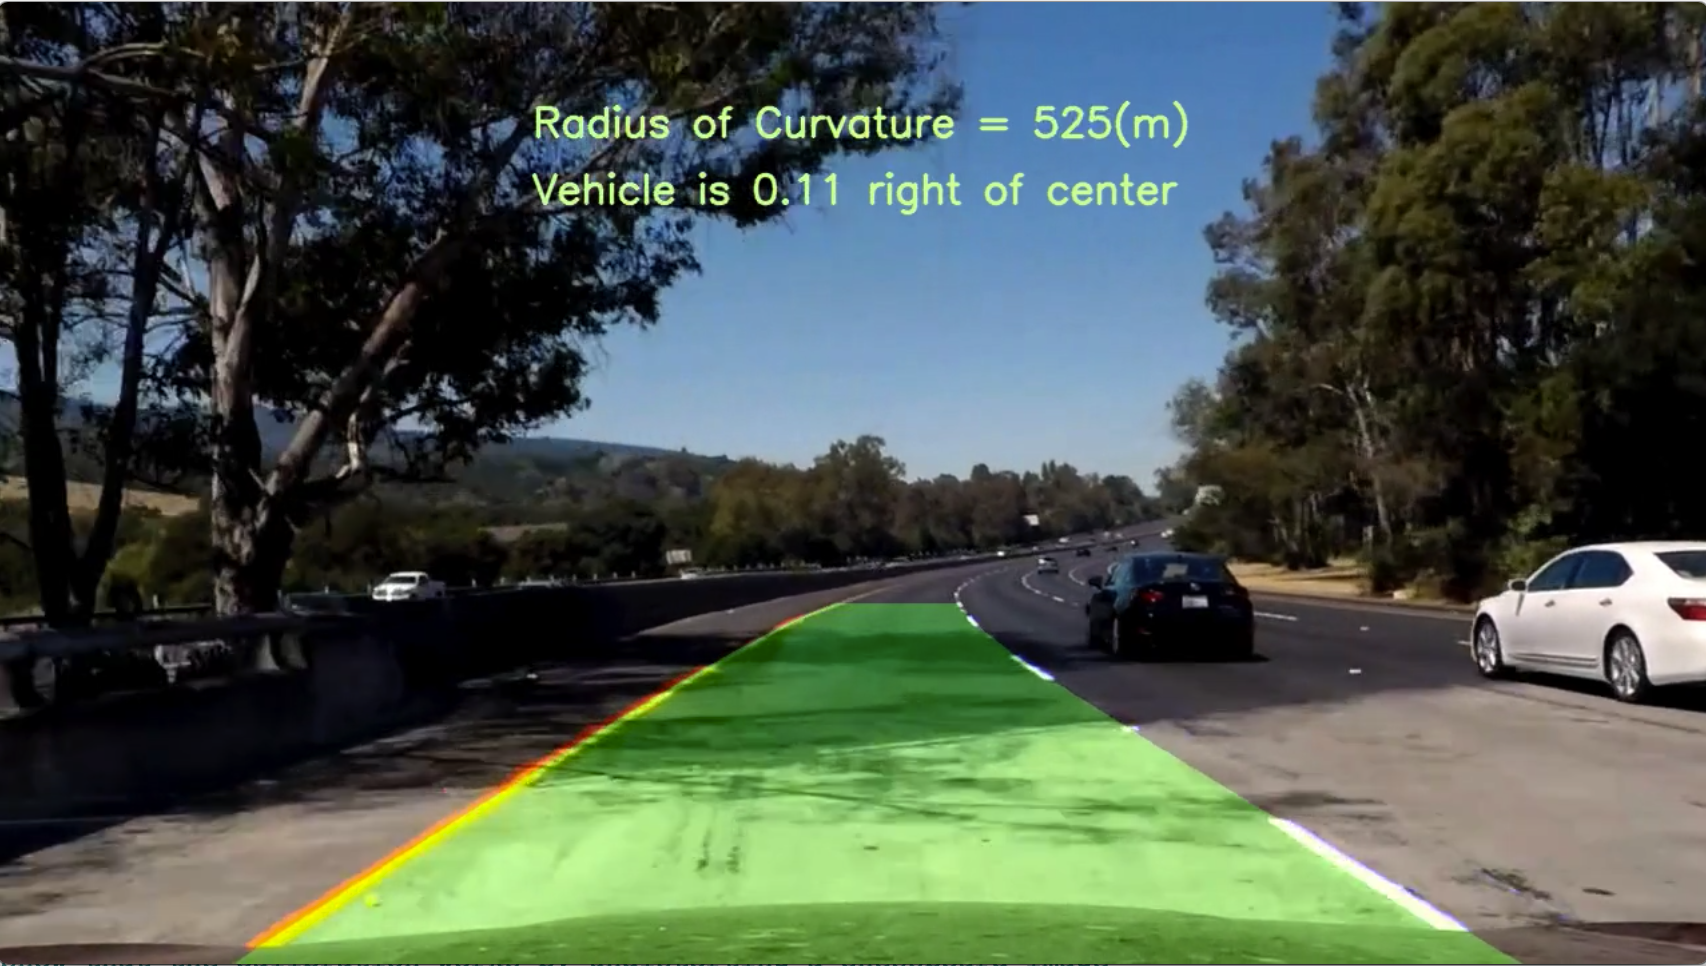 Radius of Curvature = 525(m)
Vehicle is 0.11 right of center